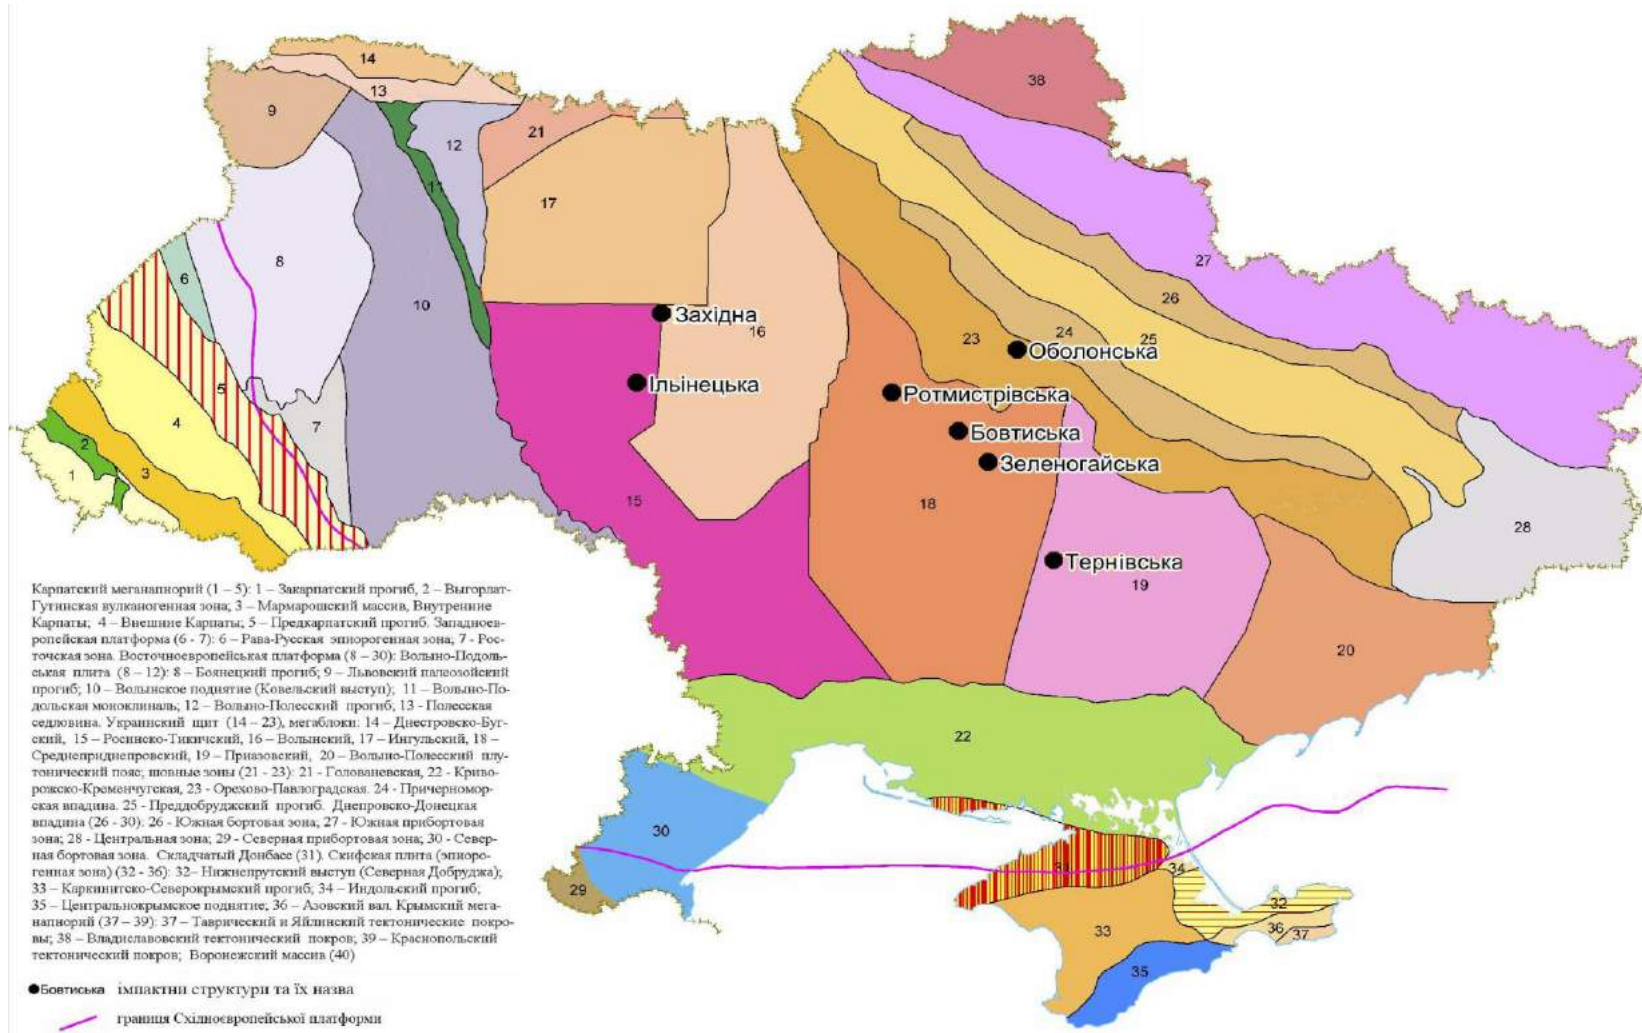 38
14
13
9
21
12
11
17
27
8
6
26
10
Західна
16
24
25
23
Оболонська
Ільінецька
5
Ротмистрівська
4
7
Бовтиська
2
Зеленогайська
1
3
15
18
28
Тернівська
19
20
22
30
31
34
29
32
33
36
37
35
Карпатский меганапнорий (1 – 5): 1 – Закарпатский прогиб, 2 – Выгорлат-
Гутинская вулканогенная зона; 3 – Мармарошский массив, Внутренние
Карпаты; 4 – Внешние Карпаты; 5 – Предкарпатский прогиб. Западноев-
ропейская платформа (6 - 7): 6 – Рава-Русская эпиорогенная зона; 7 - Рос-
точская зона. Восточноевропейськая платформа (8 – 30): Волыно-Подоль-
ськая плита (8 – 12): 8 – Боянецкий прогиб; 9 – Львовский палеозойский
прогиб; 10 – Волынское поднятие (Ковельский выступ); 11 – Волыно-По-
дольская моноклиналь; 12 – Волыно-Полесский прогиб; 13 - Полесская
седловина. Украинский щит (14 – 23), мегаблоки: 14 – Днестровско-Буг-
ский, 15 – Росинско-Тикичский, 16 – Волынский, 17 – Ингульский, 18 –
Среднеприднепровский, 19 – Приазовский, 20 – Волыно-Полесский плу-
тонический пояс; шовные зоны (21 - 23): 21 - Голованевская, 22 - Криво-
рожско-Кременчугская, 23 - Орехово-Павлоградская. 24 - Причерномор-
ская впадина. 25 - Преддобруджский прогиб. Днепровско-Донецкая
впадина (26 - 30): 26 - Южная бортовая зона; 27 - Южная прибортовая
зона; 28 - Центральная зона; 29 - Северная прибортовая зона; 30 - Север-
ная бортовая зона. Складчатый Донбасс (31). Скифская плита (эпиоро-
генная зона) (32 - 36): 32– Нижнепрутский выступ (Северная Добруджа);
33 – Каркинитско-Северокрымский прогиб; 34 – Индольский прогиб;
35 – Центральнокрымское поднятие; 36 – Азовский вал. Крымский мега-
напнорий (37 – 39): 37 – Таврический и Яйлинский тектонические покро-
вы; 38 – Владиславовский тектонический покров; 39 – Краснопольский
тектонический покров; Воронежский массив (40)
Бовтиська імпактни структури та їх назва
границя Східноєвропейської платформи